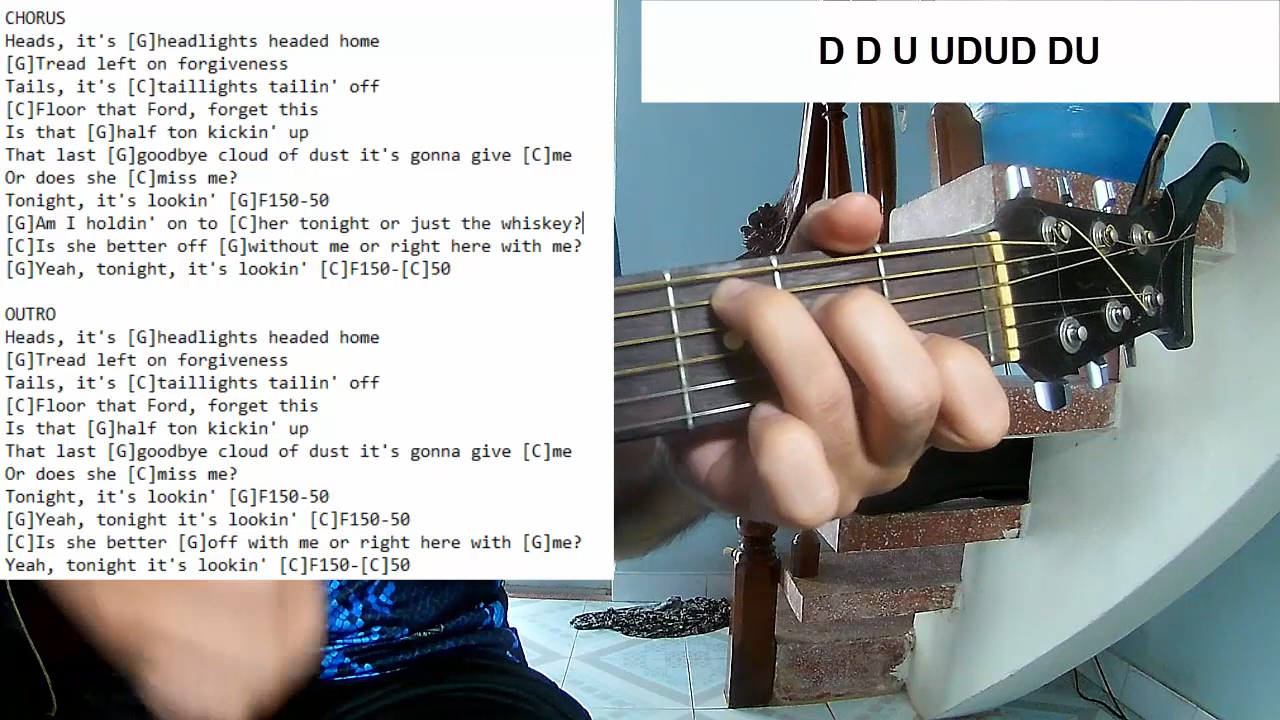 CHORUS
Heads, it's [G]headlights headed home
[G]Tread left on forgiveness
Tails, it's [C]taillights tailin' off
[C]Floor that Ford, forget this
Is that [G]half ton kickin' up
That last [G]goodbye cloud of dust it's gonna give [C]me
Or does she [C]miss me?
Tonight, it's lookin' [G]F150-50
[G]Am I holdin' on to [C]her tonight or just the whiskey?
[C]Is she better off [G]without me or right here with me?
[G]Yeah, tonight, it's lookin' [C]F150-[C]50
OUTRO
Heads, it's [G]headlights headed home
[G]Tread left on forgiveness
Tails, it's [C]taillights tailin' off
[C]Floor that Ford, forget this
Is that [G]half ton kickin' up
That last [G]goodbye cloud of dust it's gonna give [C]me
Or does she [C]miss me?
Tonight, it's lookin' [G]F150-50
[G]Yeah, tonight it's lookin' [C]F150-50
[C]Is she better [G]off with me or right here with [G]me?
Yeah, tonight it's lookin' [C]F150-[C]50
D D U UDUD DU